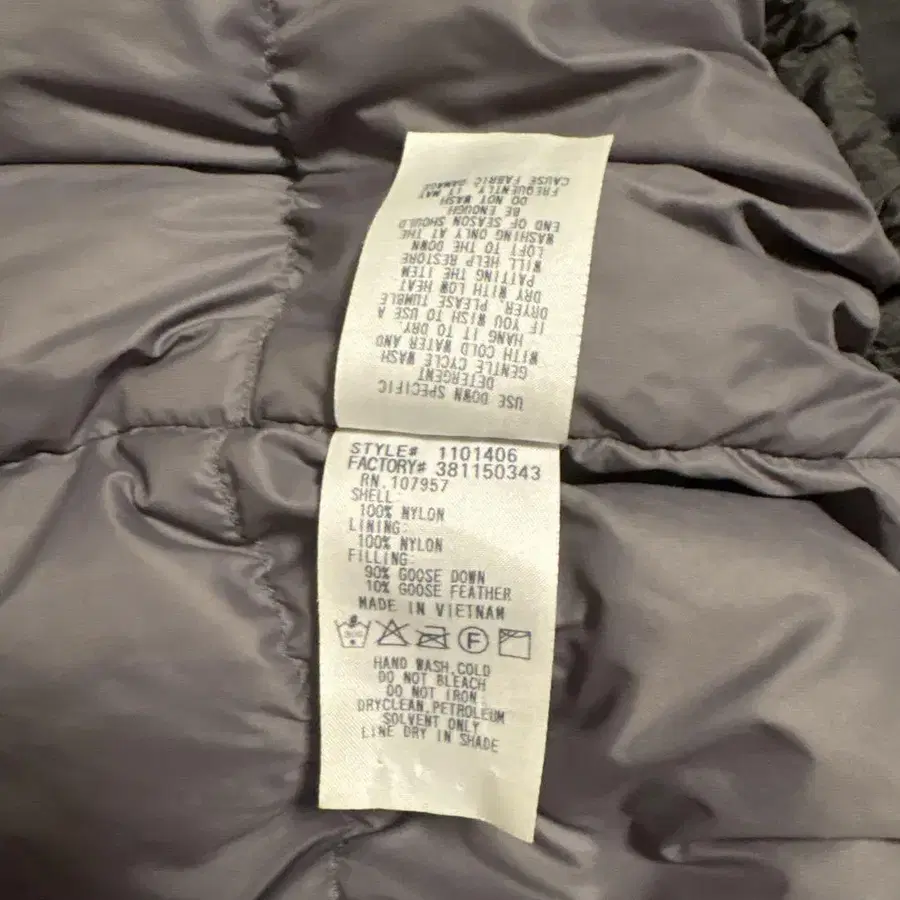 USE DOWN SPECIFIC
DETERGENT
GENTLE CYCLE WASH
WITH COLD WATER AND
HANG IT TO DRY.
IF YOU WISH TO USE A
DRYER, PLEASE TUMBLE
DRY WITH LOW HEAT
PATTING THE ITEM
WILL HELP RESTORE
LOFT TO THE DOWN
WASHING ONLY AT THE
END OF SEASON SHOULD
BE ENOUGH
DO NOT WASH
FREQUENTLY, IT MAY
CAUSE FABRIC DAMAGE
STYLE# 1101406
FACTORY# 381150343
RN.107957
SHELL:
100% NYLON
LINING:
100% NYLON
FILLING:
90% GOOSE DOWN
10% GOOSE FEATHER
MADE IN VIETNAM
F
HAND WASH,COLD
DO NOT BLEACH
DO NOT IRON
DRYCLEAN,PETROLEUM
SOLVENT ONLY
LINE DRY IN SHADE